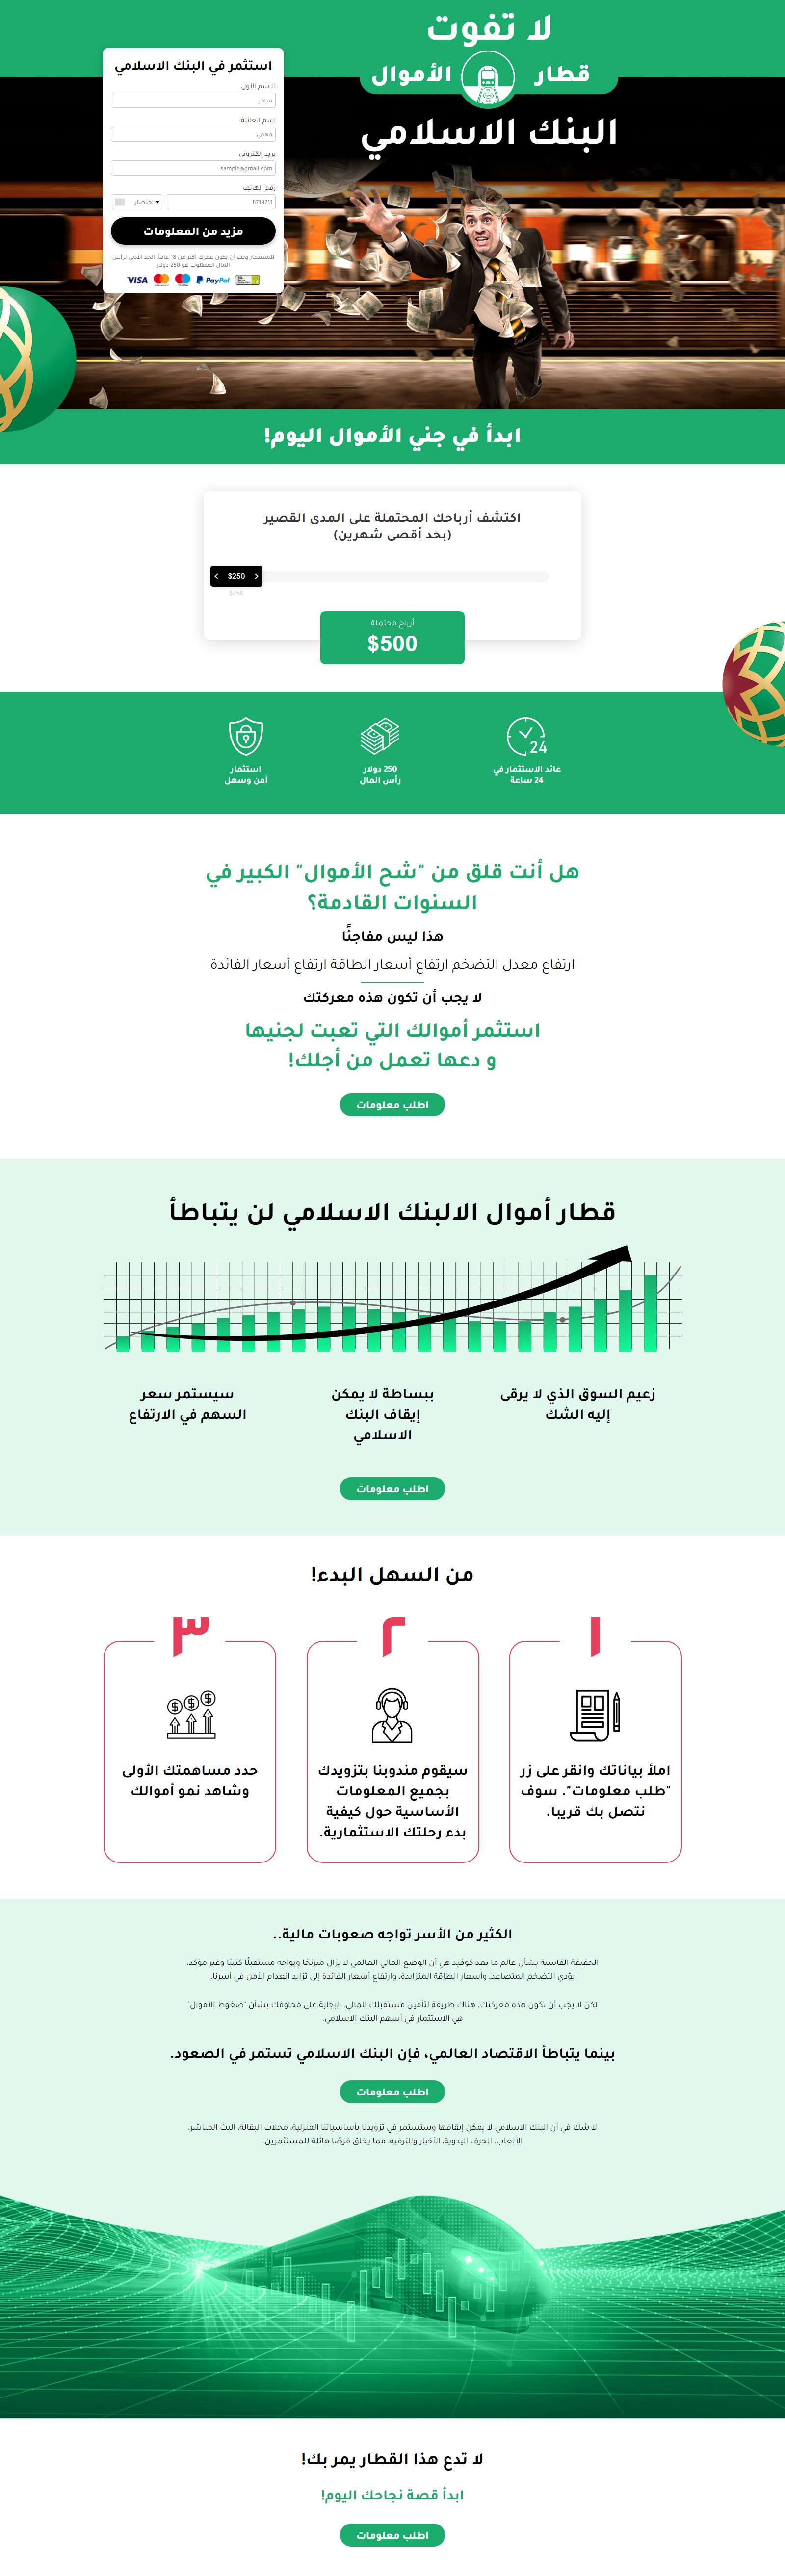 لا تفوت
قطار الأموال
البنك الاسلامي
استثمر في البنك الاسلامي
الاسم الأول
سامر
اسم العائلة
فهمي
بريد إلكتروني
sample@gmail.com
رقم الهاتف
8719211
اختصار
مزيد من المعلومات
للاستثمار يجب أن يكون عمرك أكثر من 18 عاماً. الحد الأدنى لرأس
المال المطلوب هو 250 دولار
VISA
PayPal
ابدأ في جني الأموال اليوم!
اكتشف أرباحك المحتملة على المدى القصير
(بحد أقصى شهرين)
$250
$250
أرباح محتملة
$500
24
عائد الاستثمار في
24 ساعة
250 دولار
رأس المال
استثمار
آمن وسهل
هل أنت قلق من "شح الأموال" الكبير في
السنوات القادمة؟
هذا ليس مفاجئًا
ارتفاع معدل التضخم ارتفاع أسعار الطاقة ارتفاع أسعار الفائدة
لا يجب أن تكون هذه معركتك
استثمر أموالك التي تعبت لجنيها
و دعها تعمل من أجلك!
اطلب معلومات
قطار أموال الالبنك الاسلامي لن يتباطأ
زعيم السوق الذي لا يرقى
إليه الشك
ببساطة لا يمكن
إيقاف البنك
الاسلامي
سيستمر سعر
السهم في الارتفاع
اطلب معلومات
من السهل البدء!
١
املأ بياناتك وانقر على زر
"طلب معلومات". سوف
نتصل بك قريبا.
٢
سيقوم مندوبنا بتزويدك
بجميع المعلومات
الأساسية حول كيفية
بدء رحلتك الاستثمارية.
٣
حدد مساهمتك الأولى
وشاهد نمو أموالك
الكثير من الأسر تواجه صعوبات مالية..
الحقيقة القاسية بشأن عالم ما بعد كوفيد هي أن الوضع المالي العالمي لا يزال مترنحًا ويواجه مستقبلًا كئيبًا وغير مؤكد.
يؤدي التضخم المتصاعد، وأسعار الطاقة المتزايدة، وارتفاع أسعار الفائدة إلى تزايد انعدام الأمن في أسرنا.
لكن لا يجب أن تكون هذه معركتك. هناك طريقة لتأمين مستقبلك المالي. الإجابة على مخاوفك بشأن "ضغوط الأموال"
هي الاستثمار في أسهم البنك الاسلامي.
بينما يتباطأ الاقتصاد العالمي، فإن البنك الاسلامي تستمر في الصعود.
اطلب معلومات
لا شك في أن البنك الاسلامي لا يمكن إيقافها وستستمر في تزويدنا بأساسياتنا المنزلية، محلات البقالة، البث المباشر،
الألعاب، الحرف اليدوية، الأخبار والترفيه، مما يخلق فرصًا هائلة للمستثمرين.
لا تدع هذا القطار يمر بك!
ابدأ قصة نجاحك اليوم!
اطلب معلومات